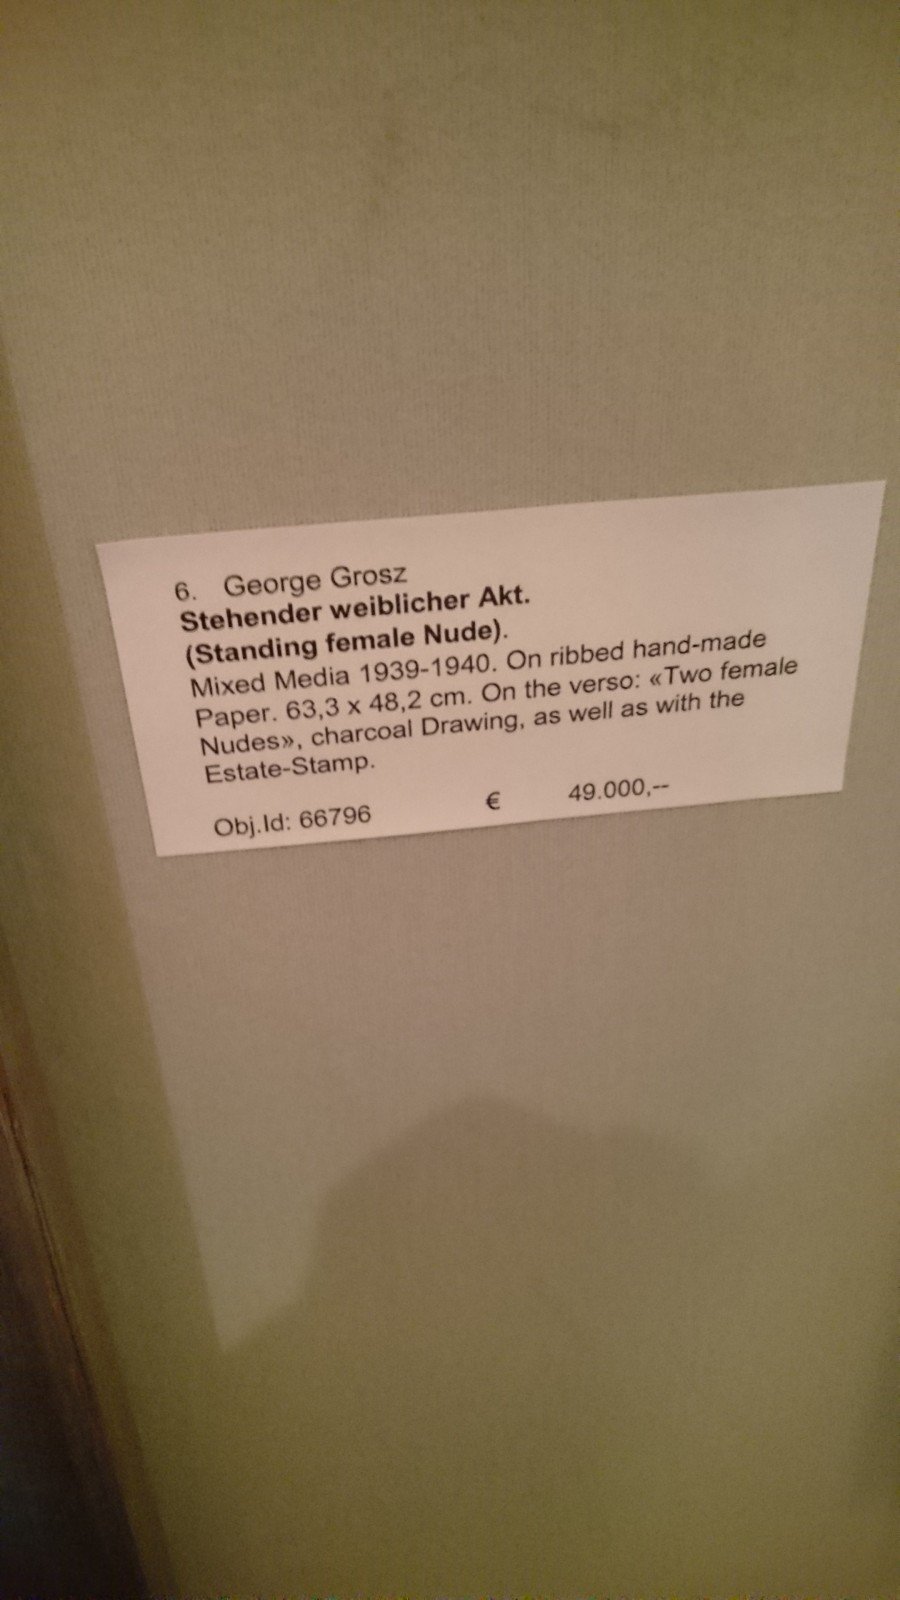 6. George Grosz
Stehender weiblicher Akt.
(Standing female Nude).
Mixed Media 1939-1940. On ribbed hand-made
Paper. 63,3 x 48,2 cm. On the verso: «Two female
Nudes», charcoal Drawing, as well as with the
Estate-Stamp.
Obj.Id: 66796 € 49.000,--